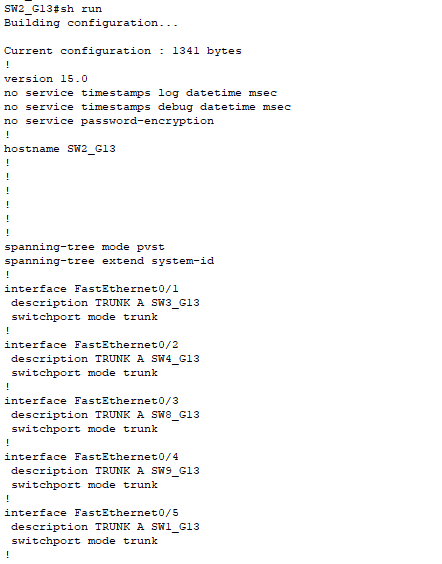 SW2_G13#sh run
Building configuration...
Current configuration : 1341 bytes
!
version 15.0
no service timestamps log datetime msec
no service timestamps debug datetime msec
no service password-encryption
!
hostname SW2_G13
!
!
!
!
!
!
spanning-tree mode pvst
spanning-tree extend system-id
!
interface FastEthernet0/1
description TRUNK A SW3_G13
switchport mode trunk
!
interface FastEthernet0/2
description TRUNK A SW4_G13
switchport mode trunk
!
interface FastEthernet0/3
description TRUNK A SW8_G13
switchport mode trunk
!
interface FastEthernet0/4
description TRUNK A SW9_G13
switchport mode trunk
!
interface FastEthernet0/5
description TRUNK A SW1_G13
switchport mode trunk
!